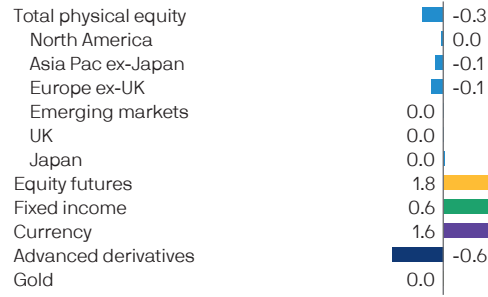 Total physical equity -0.3
North America 0.0
Asia Pac ex-Japan -0.1
Europe ex-UK -0.1
Emerging markets 0.0
UK 0.0
Japan 0.0
Equity futures 1.8
Fixed income 0.6
Currency 1.6
Advanced derivatives -0.6
Gold 0.0